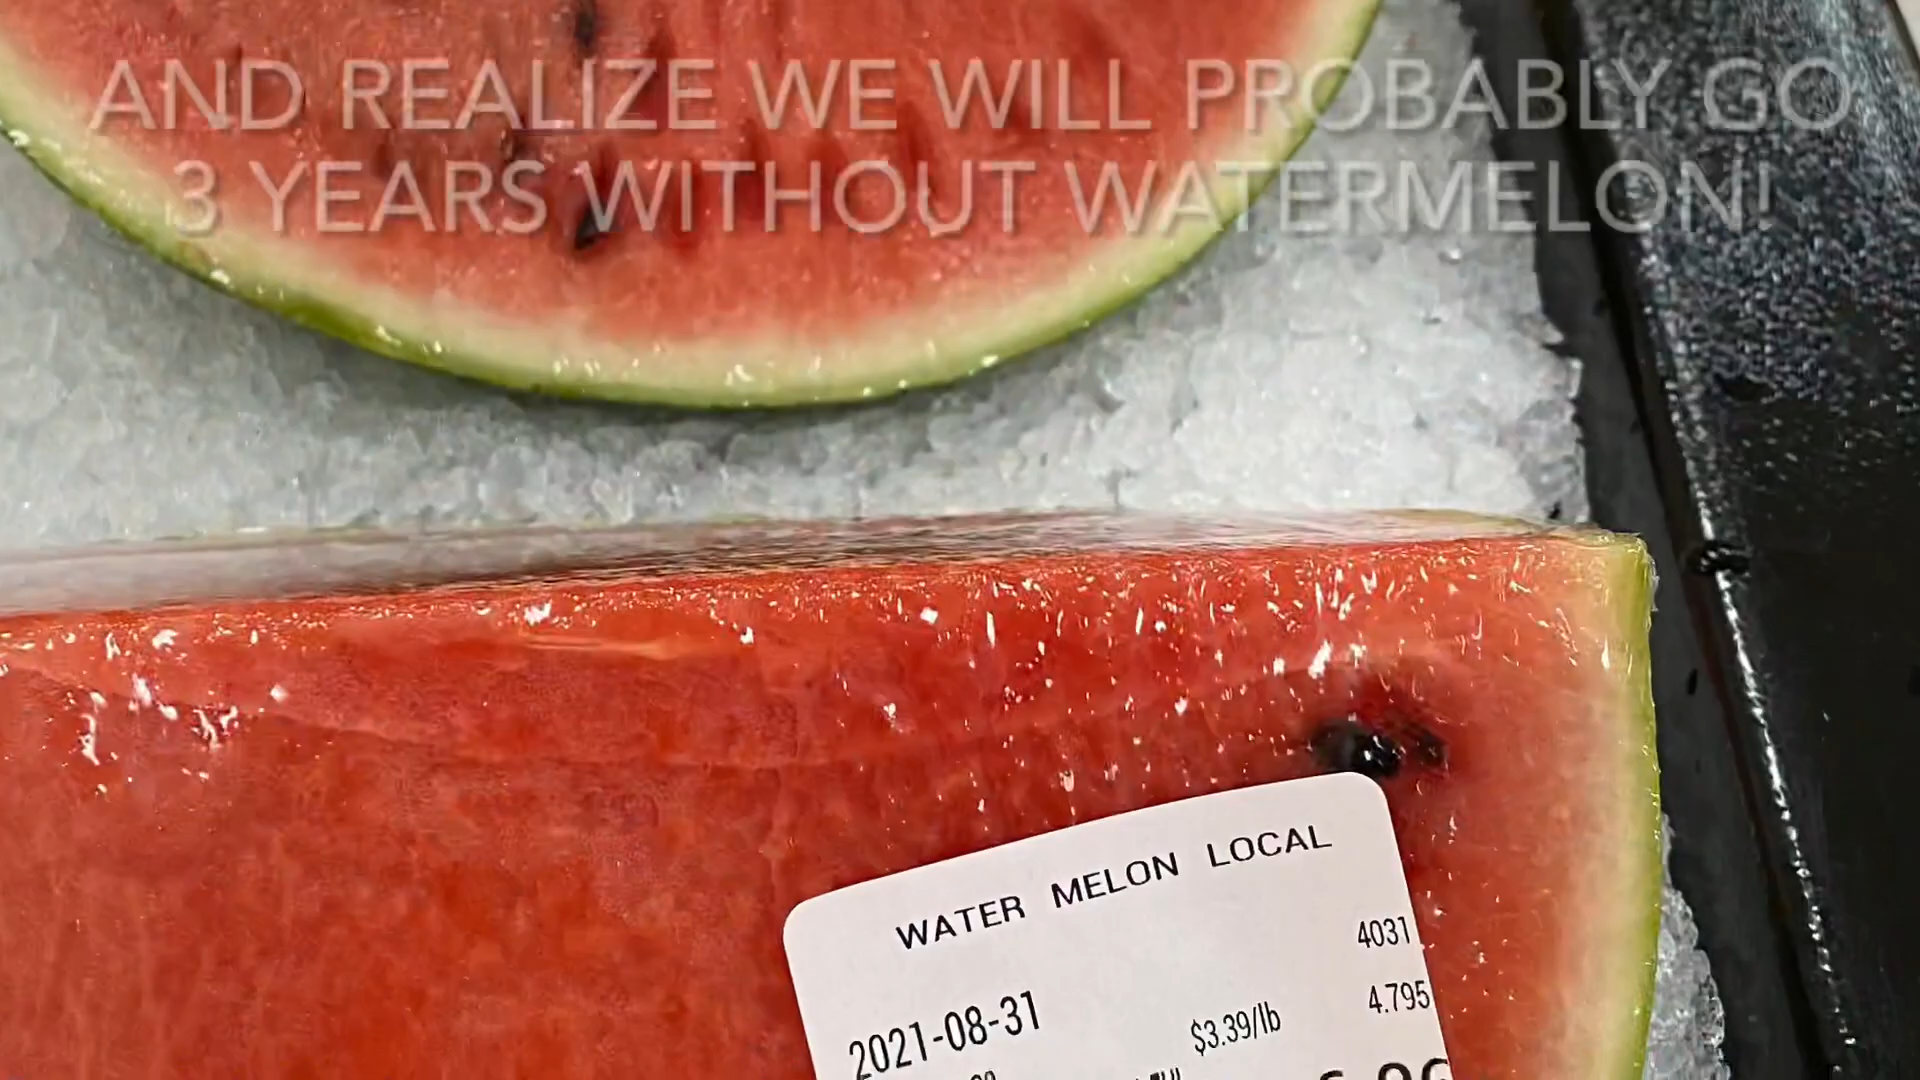 AND REALIZE WE WILL PROBABLY GO
3 YEARS WITHOUT WATERMELON!
WATER MELON LOCAL
4031
2021-08-31 $3.39/lb 4.795